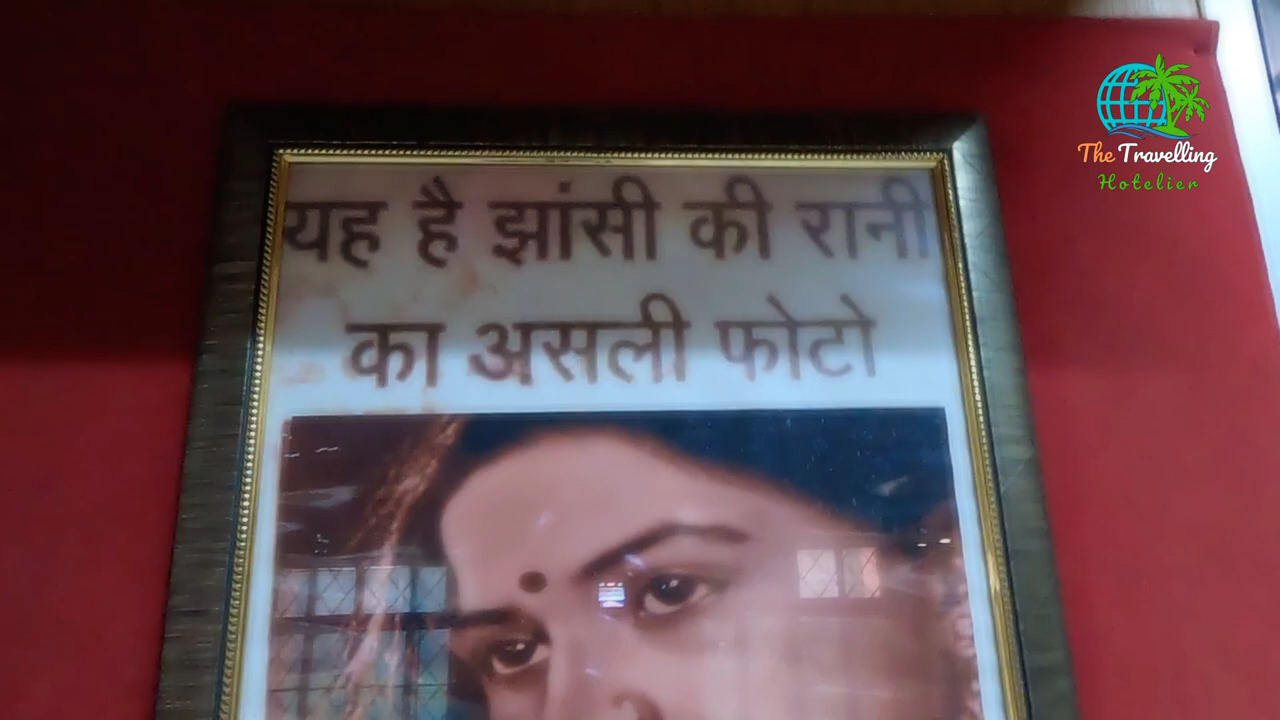 यह है झांसी की रानी
का असली फोटो
The Travelling
Hotelier